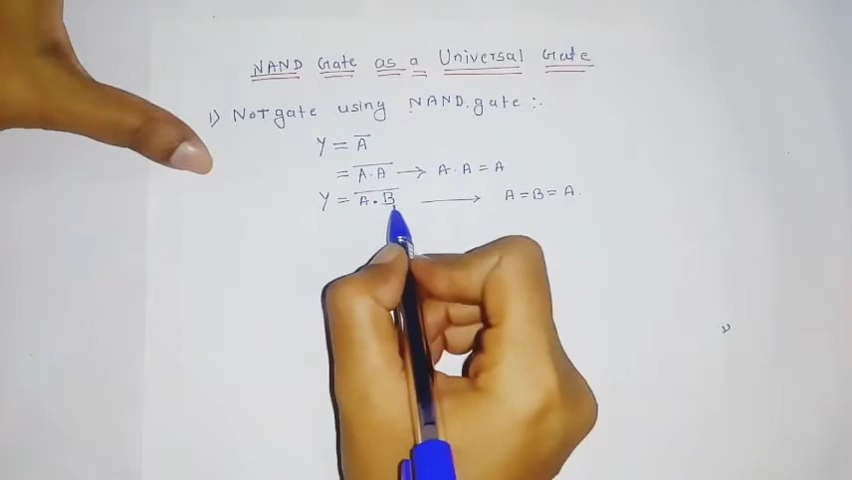 NAND Gate as a Universal Gate
1) NOT gate using NAND gate :-
Y = A̅
= A̅.̅A̅ → A.A = A
Y = A̅.̅B̅ → A = B = A.